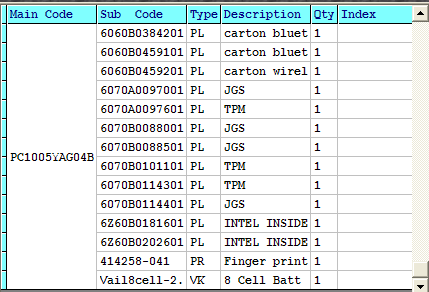 Main Code Sub Code Type Description Qty Index
6060B0384201 PL carton bluet 1
6060B0459101 PL carton bluet 1
6060B0459201 PL carton wirel 1
6070A0097001 PL JGS 1
6070A0097601 PL TPM 1
6070B0088001 PL JGS 1
6070B0088501 PL JGS 1
PC1005YAG04B
6070B0101101 PL TPM 1
6070B0114301 PL TPM 1
6070B0114401 PL JGS 1
6Z60B0181601 PL INTEL INSIDE 1
6Z60B0202601 PL INTEL INSIDE 1
414258-041 PR Finger print 1
Vail8cell-2. VK 8 Cell Batt 1